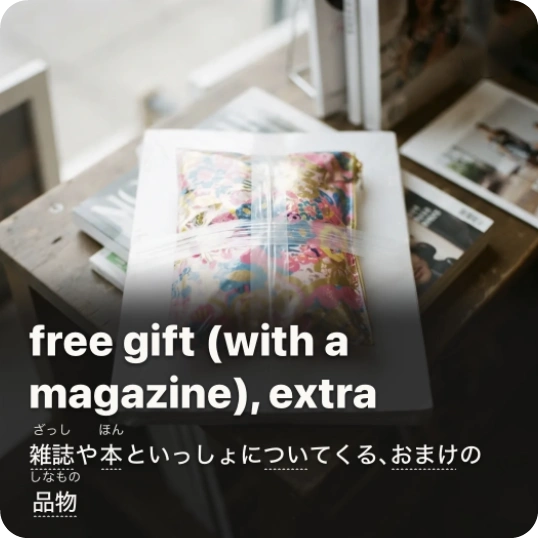 free gift (with a
magazine), extra
ざっし ほん
雑誌や本といっしょについてくる、おまけの
しなもの
品物